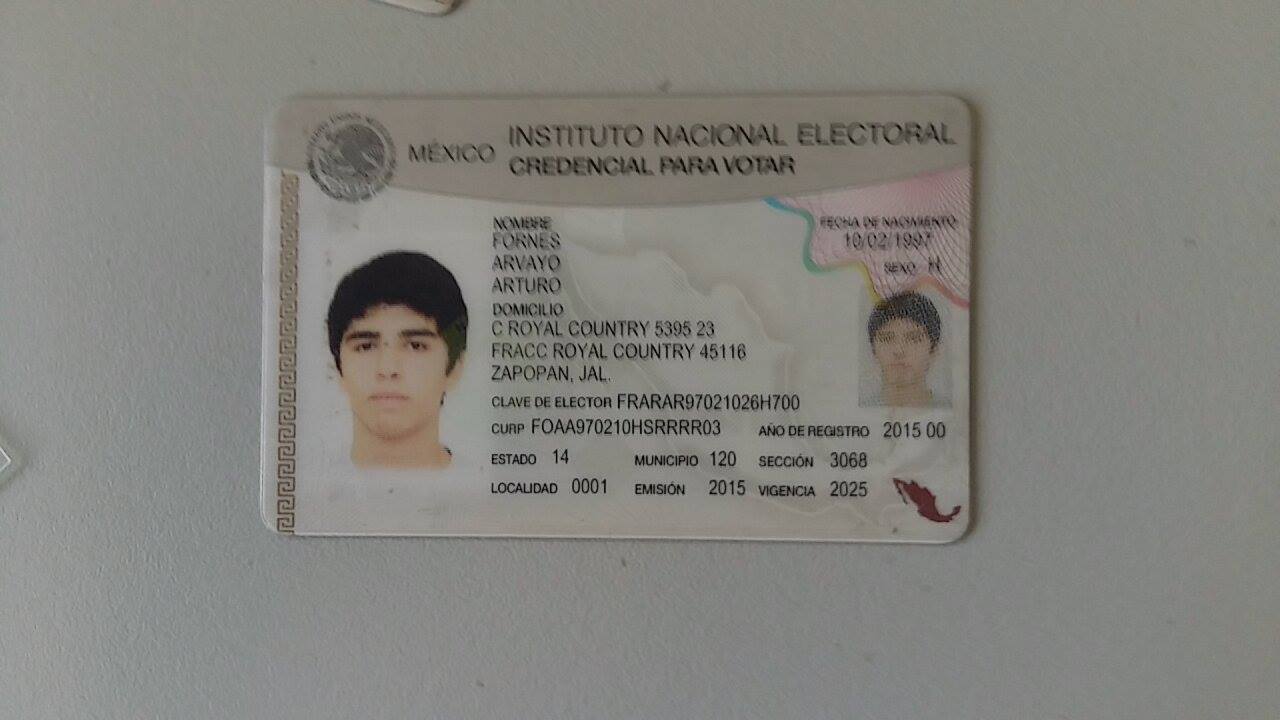 MÉXICO INSTITUTO NACIONAL ELECTORAL
CREDENCIAL PARA VOTAR
NOMBRE
FORNES
ARVAYO
ARTURO
FECHA DE NACIMIENTO
10/02/1997
SEXO H
DOMICILIO
C ROYAL COUNTRY 5395 23
FRACC ROYAL COUNTRY 45116
ZAPOPAN, JAL.
CLAVE DE ELECTOR FRARAR97021026H700
CURP FOAA970210HSRRRR03 AÑO DE REGISTRO 2015 00
ESTADO 14 MUNICIPIO 120 SECCIÓN 3068
LOCALIDAD 0001 EMISIÓN 2015 VIGENCIA 2025